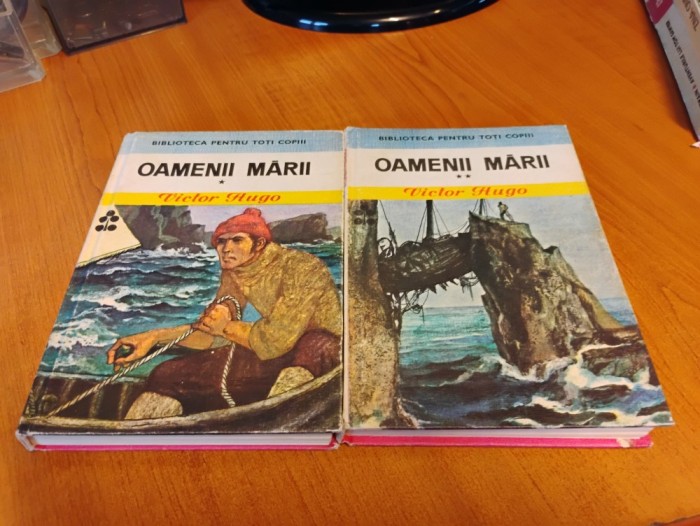 BIBLIOTECA PENTRU TOȚI COPIII
OAMENII MĂRII
*
Victor Hugo
BIBLIOTECA PENTRU TOȚI COPIII
OAMENII MĂRII
**
Victor Hugo